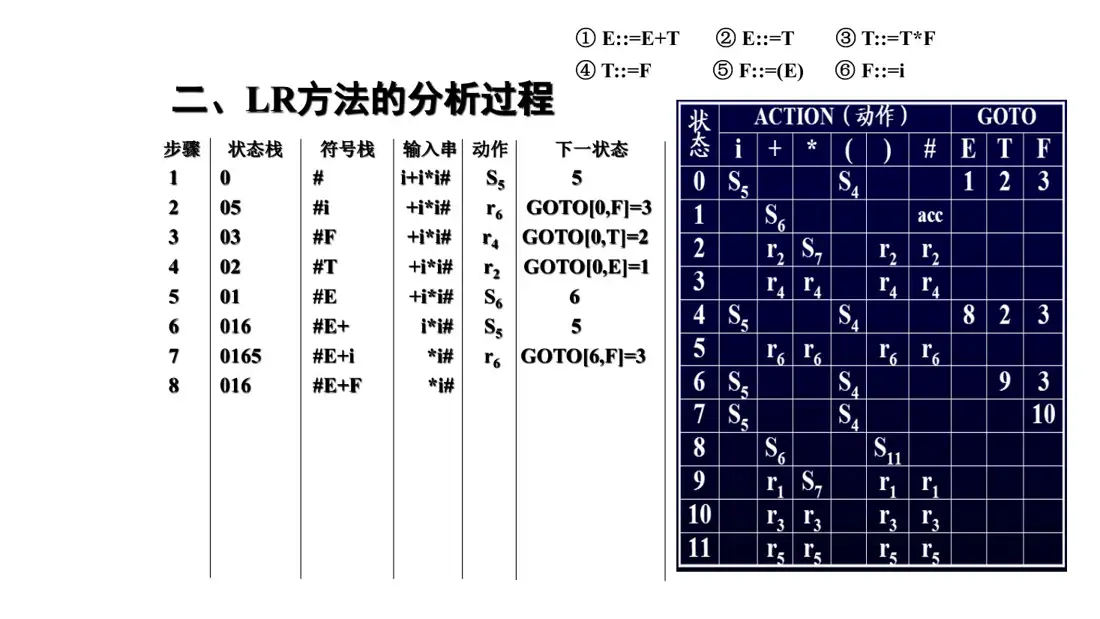 ① E::=E+T ② E::=T ③ T::=T*F
④ T::=F ⑤ F::=(E) ⑥ F::=i
二、LR方法的分析过程
步骤 状态栈 符号栈 输入串 动作 下一状态
1 0 # i+i*i# S5 5
2 05 #i +i*i# r6 GOTO[0,F]=3
3 03 #F +i*i# r4 GOTO[0,T]=2
4 02 #T +i*i# r2 GOTO[0,E]=1
5 01 #E +i*i# S6 6
6 016 #E+ i*i# S5 5
7 0165 #E+i *i# r6 GOTO[6,F]=3
8 016 #E+F *i#
状态 ACTION（动作） GOTO
i + * ( ) # E T F
0 S5 S4 1 2 3
1 S6 acc
2 r2 S7 r2 r2
3 r4 r4 r4 r4
4 S5 S4 8 2 3
5 r6 r6 r6 r6
6 S5 S4 9 3
7 S5 S4 10
8 S6 S11
9 r1 S7 r1 r1
10 r3 r3 r3 r3
11 r5 r5 r5 r5